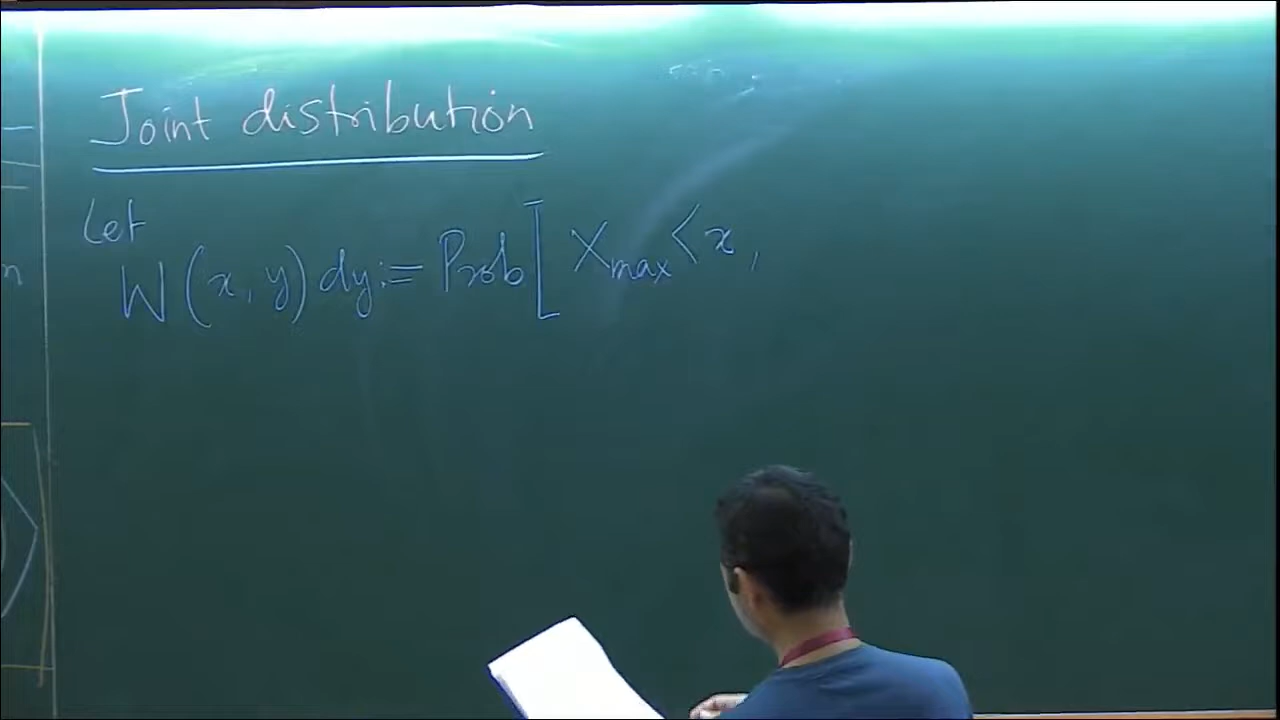 Joint distribution
Let
W(x, y) dy := Prob[ X_max < x,
n